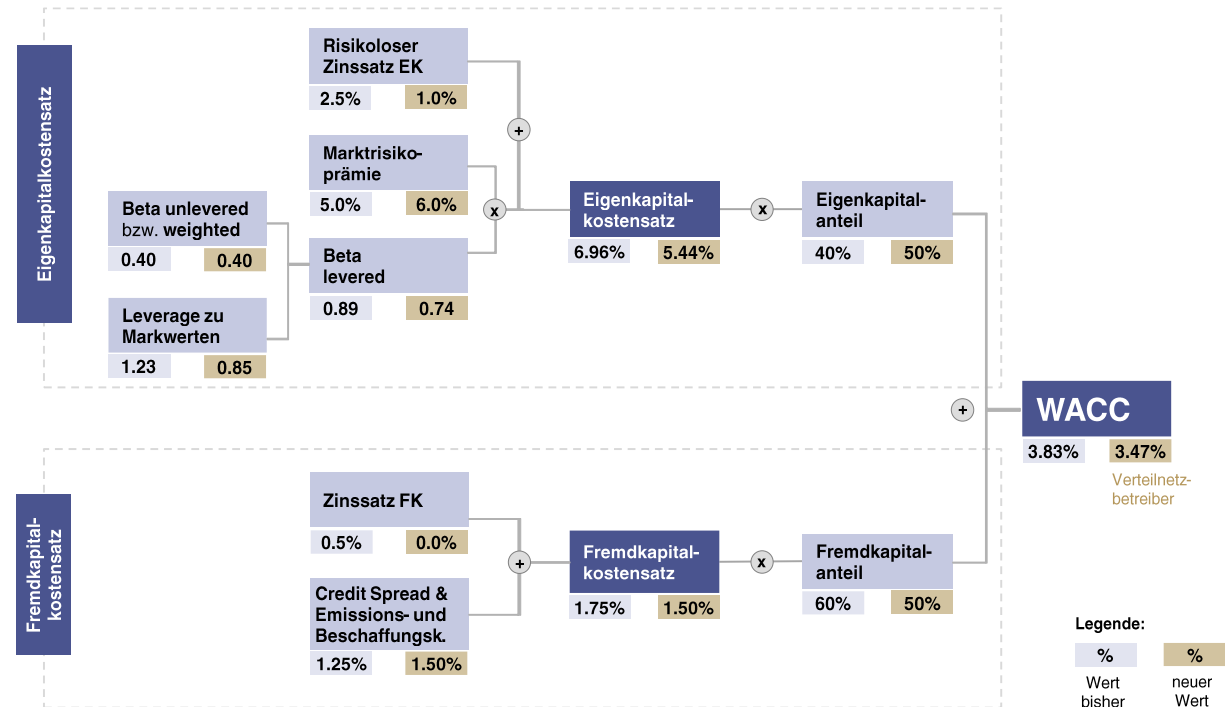 Eigenkapitalkostensatz
Risikoloser
Zinssatz EK
2.5% 1.0%
+
Marktrisiko-
prämie
5.0% 6.0%
x
Beta unlevered
bzw. weighted
0.40 0.40
Beta
levered
0.89 0.74
Leverage zu
Markwerten
1.23 0.85
Eigenkapital-
kostensatz
6.96% 5.44%
x
Eigenkapital-
anteil
40% 50%
+
WACC
3.83% 3.47%
Verteilnetz-
betreiber
Fremdkapital-
kostensatz
Zinssatz FK
0.5% 0.0%
+
Credit Spread &
Emissions- und
Beschaffungsk.
1.25% 1.50%
Fremdkapital-
kostensatz
1.75% 1.50%
x
Fremdkapital-
anteil
60% 50%
Legende:
% %
Wert neuer
bisher Wert